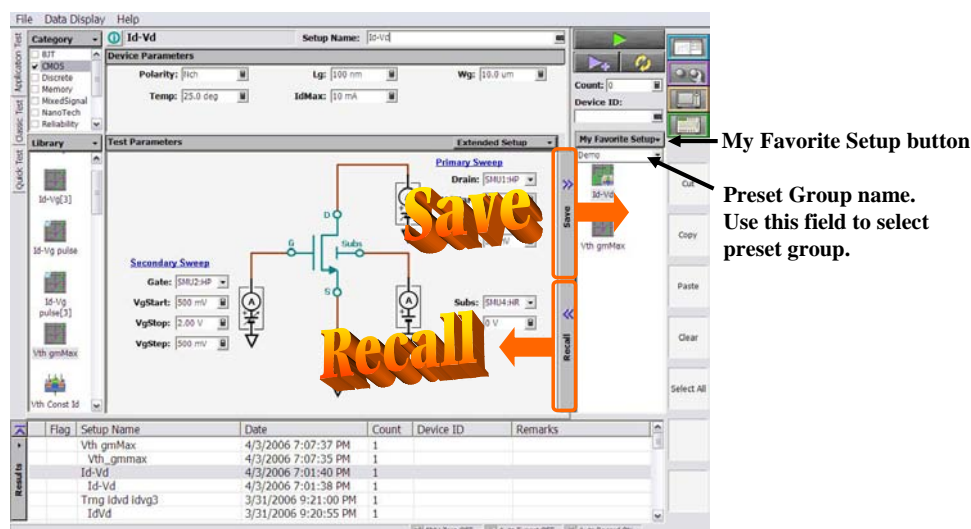 File Data Display Help
Application Test
Classic Test
Quick Test
Category
BJT
CMOS
Discrete
Memory
MixedSignal
NanoTech
Reliability
Id-Vd
Setup Name: Id-Vd
Device Parameters
Polarity: Nch
Lg: 100 nm
Wg: 10.0 um
Temp: 25.0 deg
IdMax: 10 mA
Count: 0
Device ID:
My Favorite Setup
Demo
Id-Vd
Vth gmMax
Library
Id-Vg[3]
Id-Vg pulse
Id-Vg
pulse[3]
Vth gmMax
Vth Const Id
Test Parameters
Extended Setup
Primary Sweep
Drain: SMU1:HP
D
G
Subs
S
A
A
A
Secondary Sweep
Gate: SMU2:HP
VgStart: 500 mV
VgStop: 2.00 V
VgStep: 500 mV
Subs: SMU4:HR
0 V
Save
Recall
Save
Recall
Cut
Copy
Paste
Clear
Select All
My Favorite Setup button
Preset Group name.
Use this field to select
preset group.
Results
Flag Setup Name Date Count Device ID Remarks
Vth gmMax 4/3/2006 7:07:37 PM 1
Vth_gmmax 4/3/2006 7:07:35 PM 1
Id-Vd 4/3/2006 7:01:40 PM 1
Id-Vd 4/3/2006 7:01:38 PM 1
Trng Idvd Idvg3 3/31/2006 9:21:00 PM 1
IdVd 3/31/2006 9:20:55 PM 1